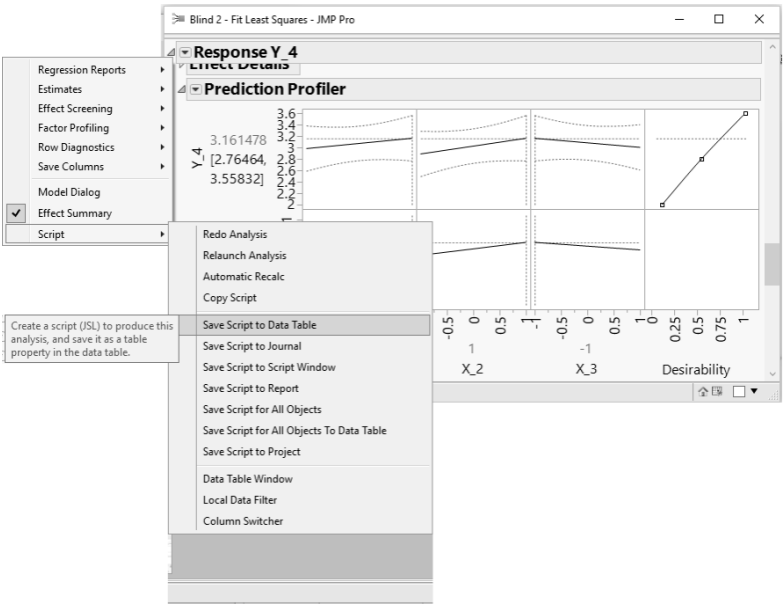 Blind 2 - Fit Least Squares - JMP Pro
Response Y_4
Effect Details
Prediction Profiler
Regression Reports
Estimates
Effect Screening
Factor Profiling
Row Diagnostics
Save Columns
Model Dialog
Effect Summary
Script
Y_4
3.161478
[2.76464,
3.55832]
3.6
3.4
3.2
3
2.8
2.6
2.4
2.2
2
Redo Analysis
Relaunch Analysis
Automatic Recalc
Copy Script
Save Script to Data Table
Save Script to Journal
Save Script to Script Window
Save Script to Report
Save Script for All Objects
Save Script for All Objects To Data Table
Save Script to Project
Data Table Window
Local Data Filter
Column Switcher
Create a script (JSL) to produce this
analysis, and save it as a table
property in the data table.
-0.5 0 0.5 1 -1 -0.5 0 0.5 1 0 0.25 0.5 0.75 1
1 -1
X_2 X_3 Desirability